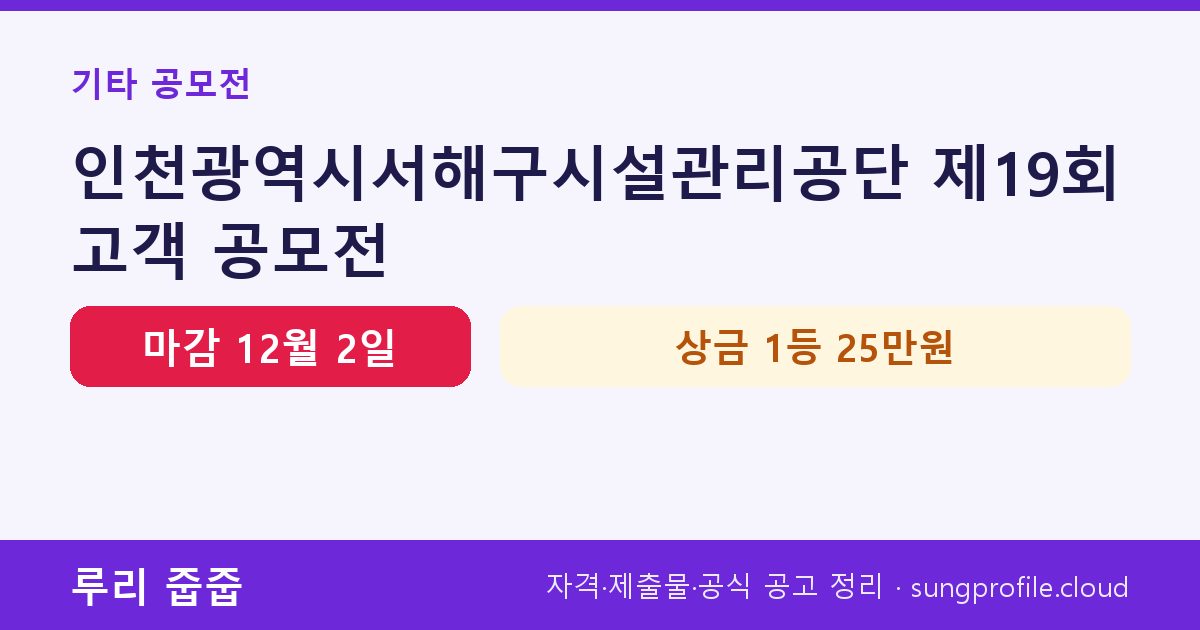 기타 공모전
인천광역시서해구시설관리공단 제19회
고객 공모전
마감 12월 2일
상금 1등 25만원
루리 줍줍
자격·제출물·공식 공고 정리 · sungprofile.cloud